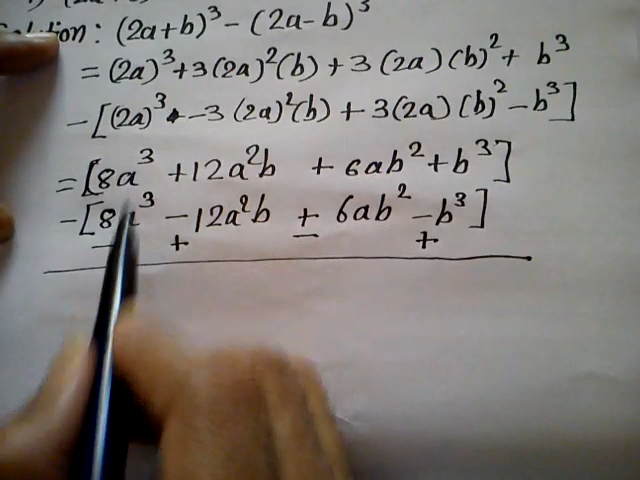 Solution: (2a+b)³ - (2a-b)³
= (2a)³+3(2a)²(b) + 3(2a)(b)² + b³
- [(2a)³ - 3(2a)²(b) + 3(2a)(b)² - b³]
= [8a³ + 12a²b + 6ab² + b³]
- [8a³ - 12a²b + 6ab² - b³]
- + - +